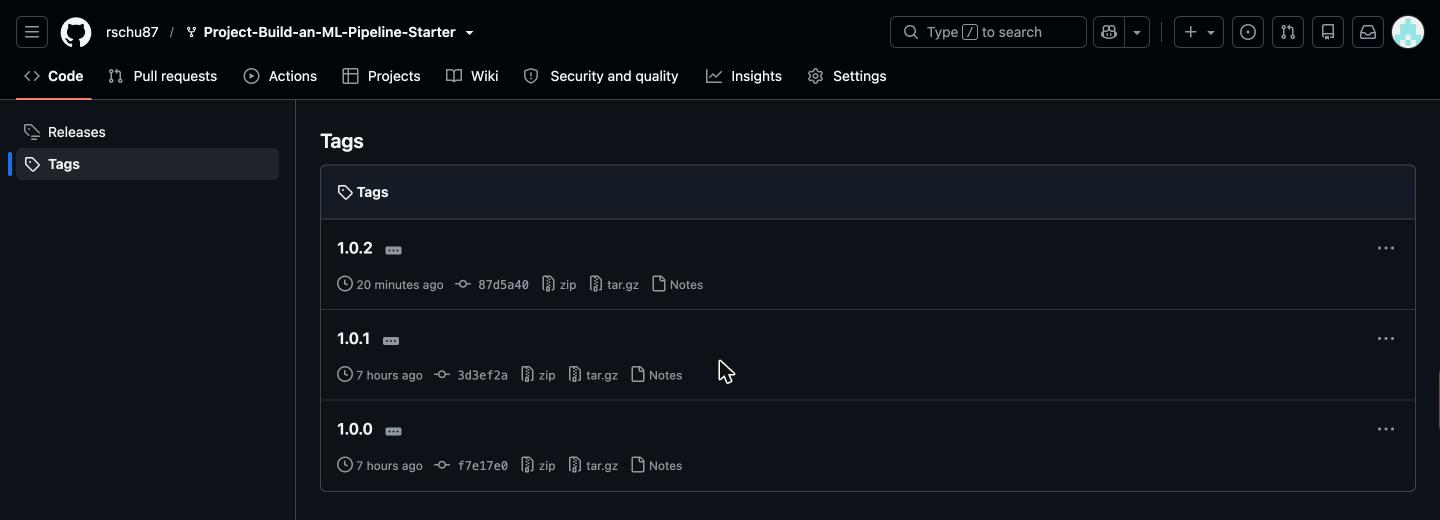 rschu87 / Project-Build-an-ML-Pipeline-Starter Type / to search
Code Pull requests Actions Projects Wiki Security and quality Insights Settings
Releases
Tags
Tags
Tags
1.0.2
20 minutes ago 87d5a40 zip tar.gz Notes
1.0.1
7 hours ago 3d3ef2a zip tar.gz Notes
1.0.0
7 hours ago f7e17e0 zip tar.gz Notes